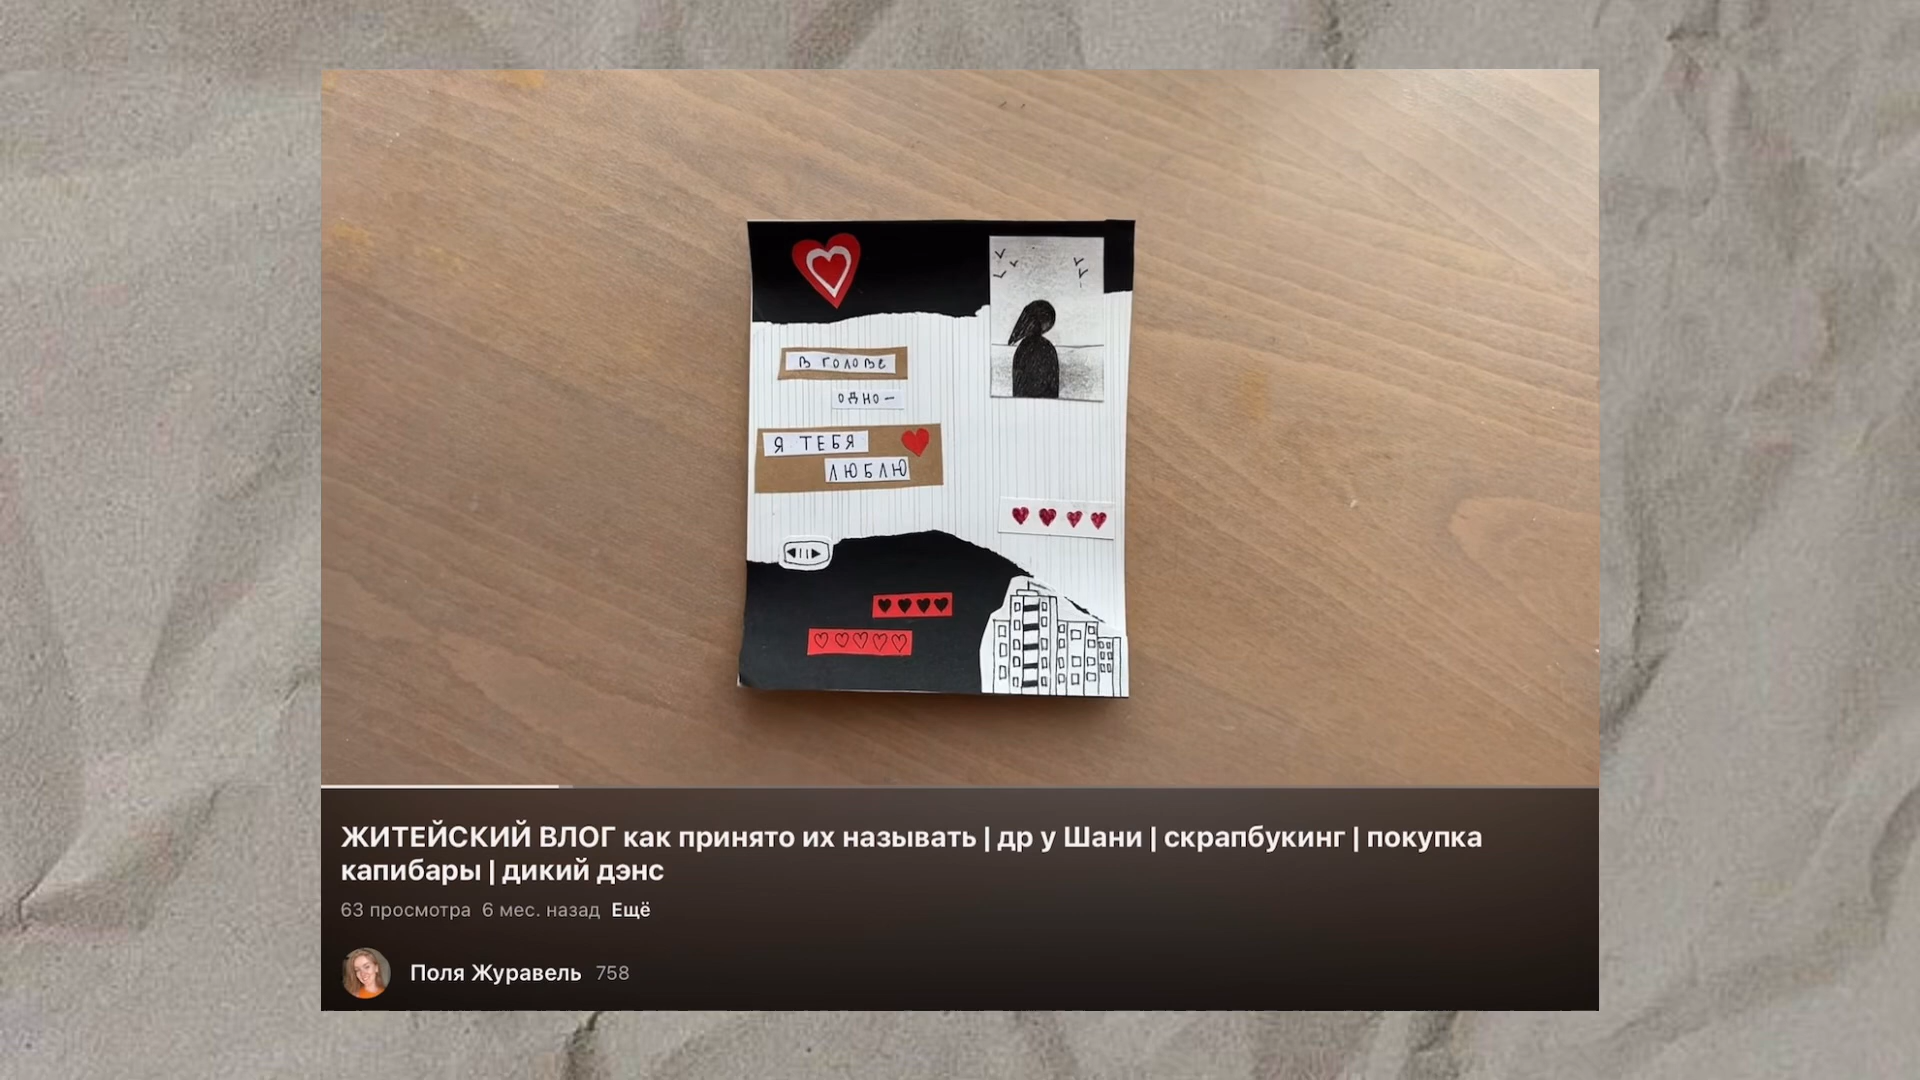 В ГОЛОВЕ
ОДНО—
Я ТЕБЯ
ЛЮБЛЮ
ЖИТЕЙСКИЙ ВЛОГ как принято их называть | др у Шани | скрапбукинг | покупка
капибары | дикий дэнс
63 просмотра 6 мес. назад Ещё
Поля Журавель 758